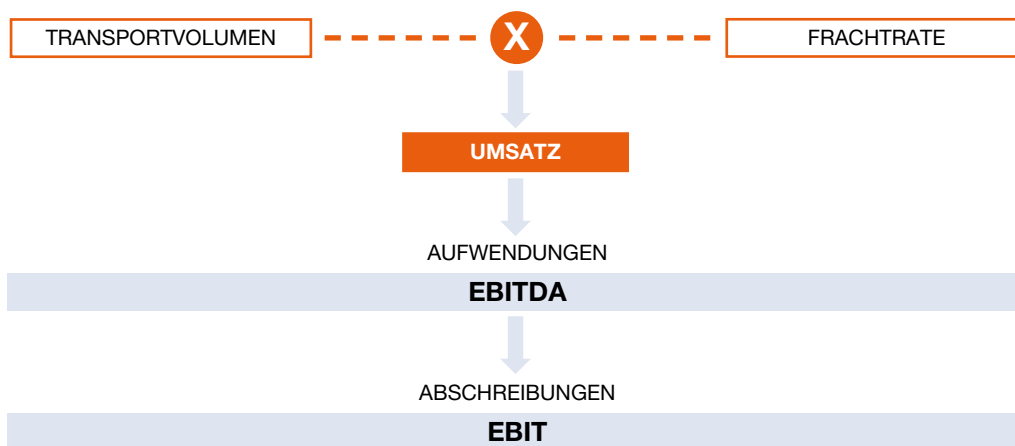 TRANSPORTVOLUMEN X FRACHTRATE
UMSATZ
AUFWENDUNGEN
EBITDA
ABSCHREIBUNGEN
EBIT